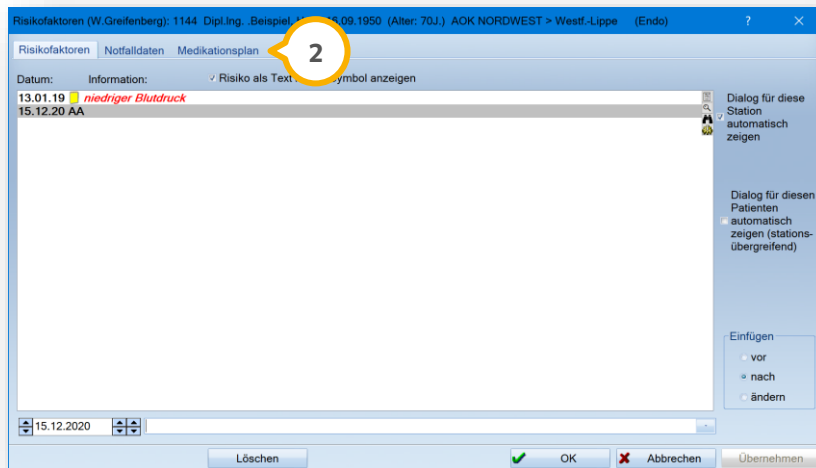 Risikofaktoren (W.Greifenberg): 1144 Dipl.Ing. .Beispiel, .09.1950 (Alter: 70J.) AOK NORDWEST > Westf.-Lippe (Endo) ? ×
Risikofaktoren Notfalldaten Medikationsplan
2
Datum: Information: Risiko als Text ymbol anzeigen
13.01.19 niedriger Blutdruck
15.12.20 AA
Dialog für diese
Station
automatisch
zeigen
Dialog für diesen
Patienten
automatisch
zeigen (stations-
übergreifend)
Einfügen
vor
nach
ändern
15.12.2020
Löschen OK Abbrechen Übernehmen